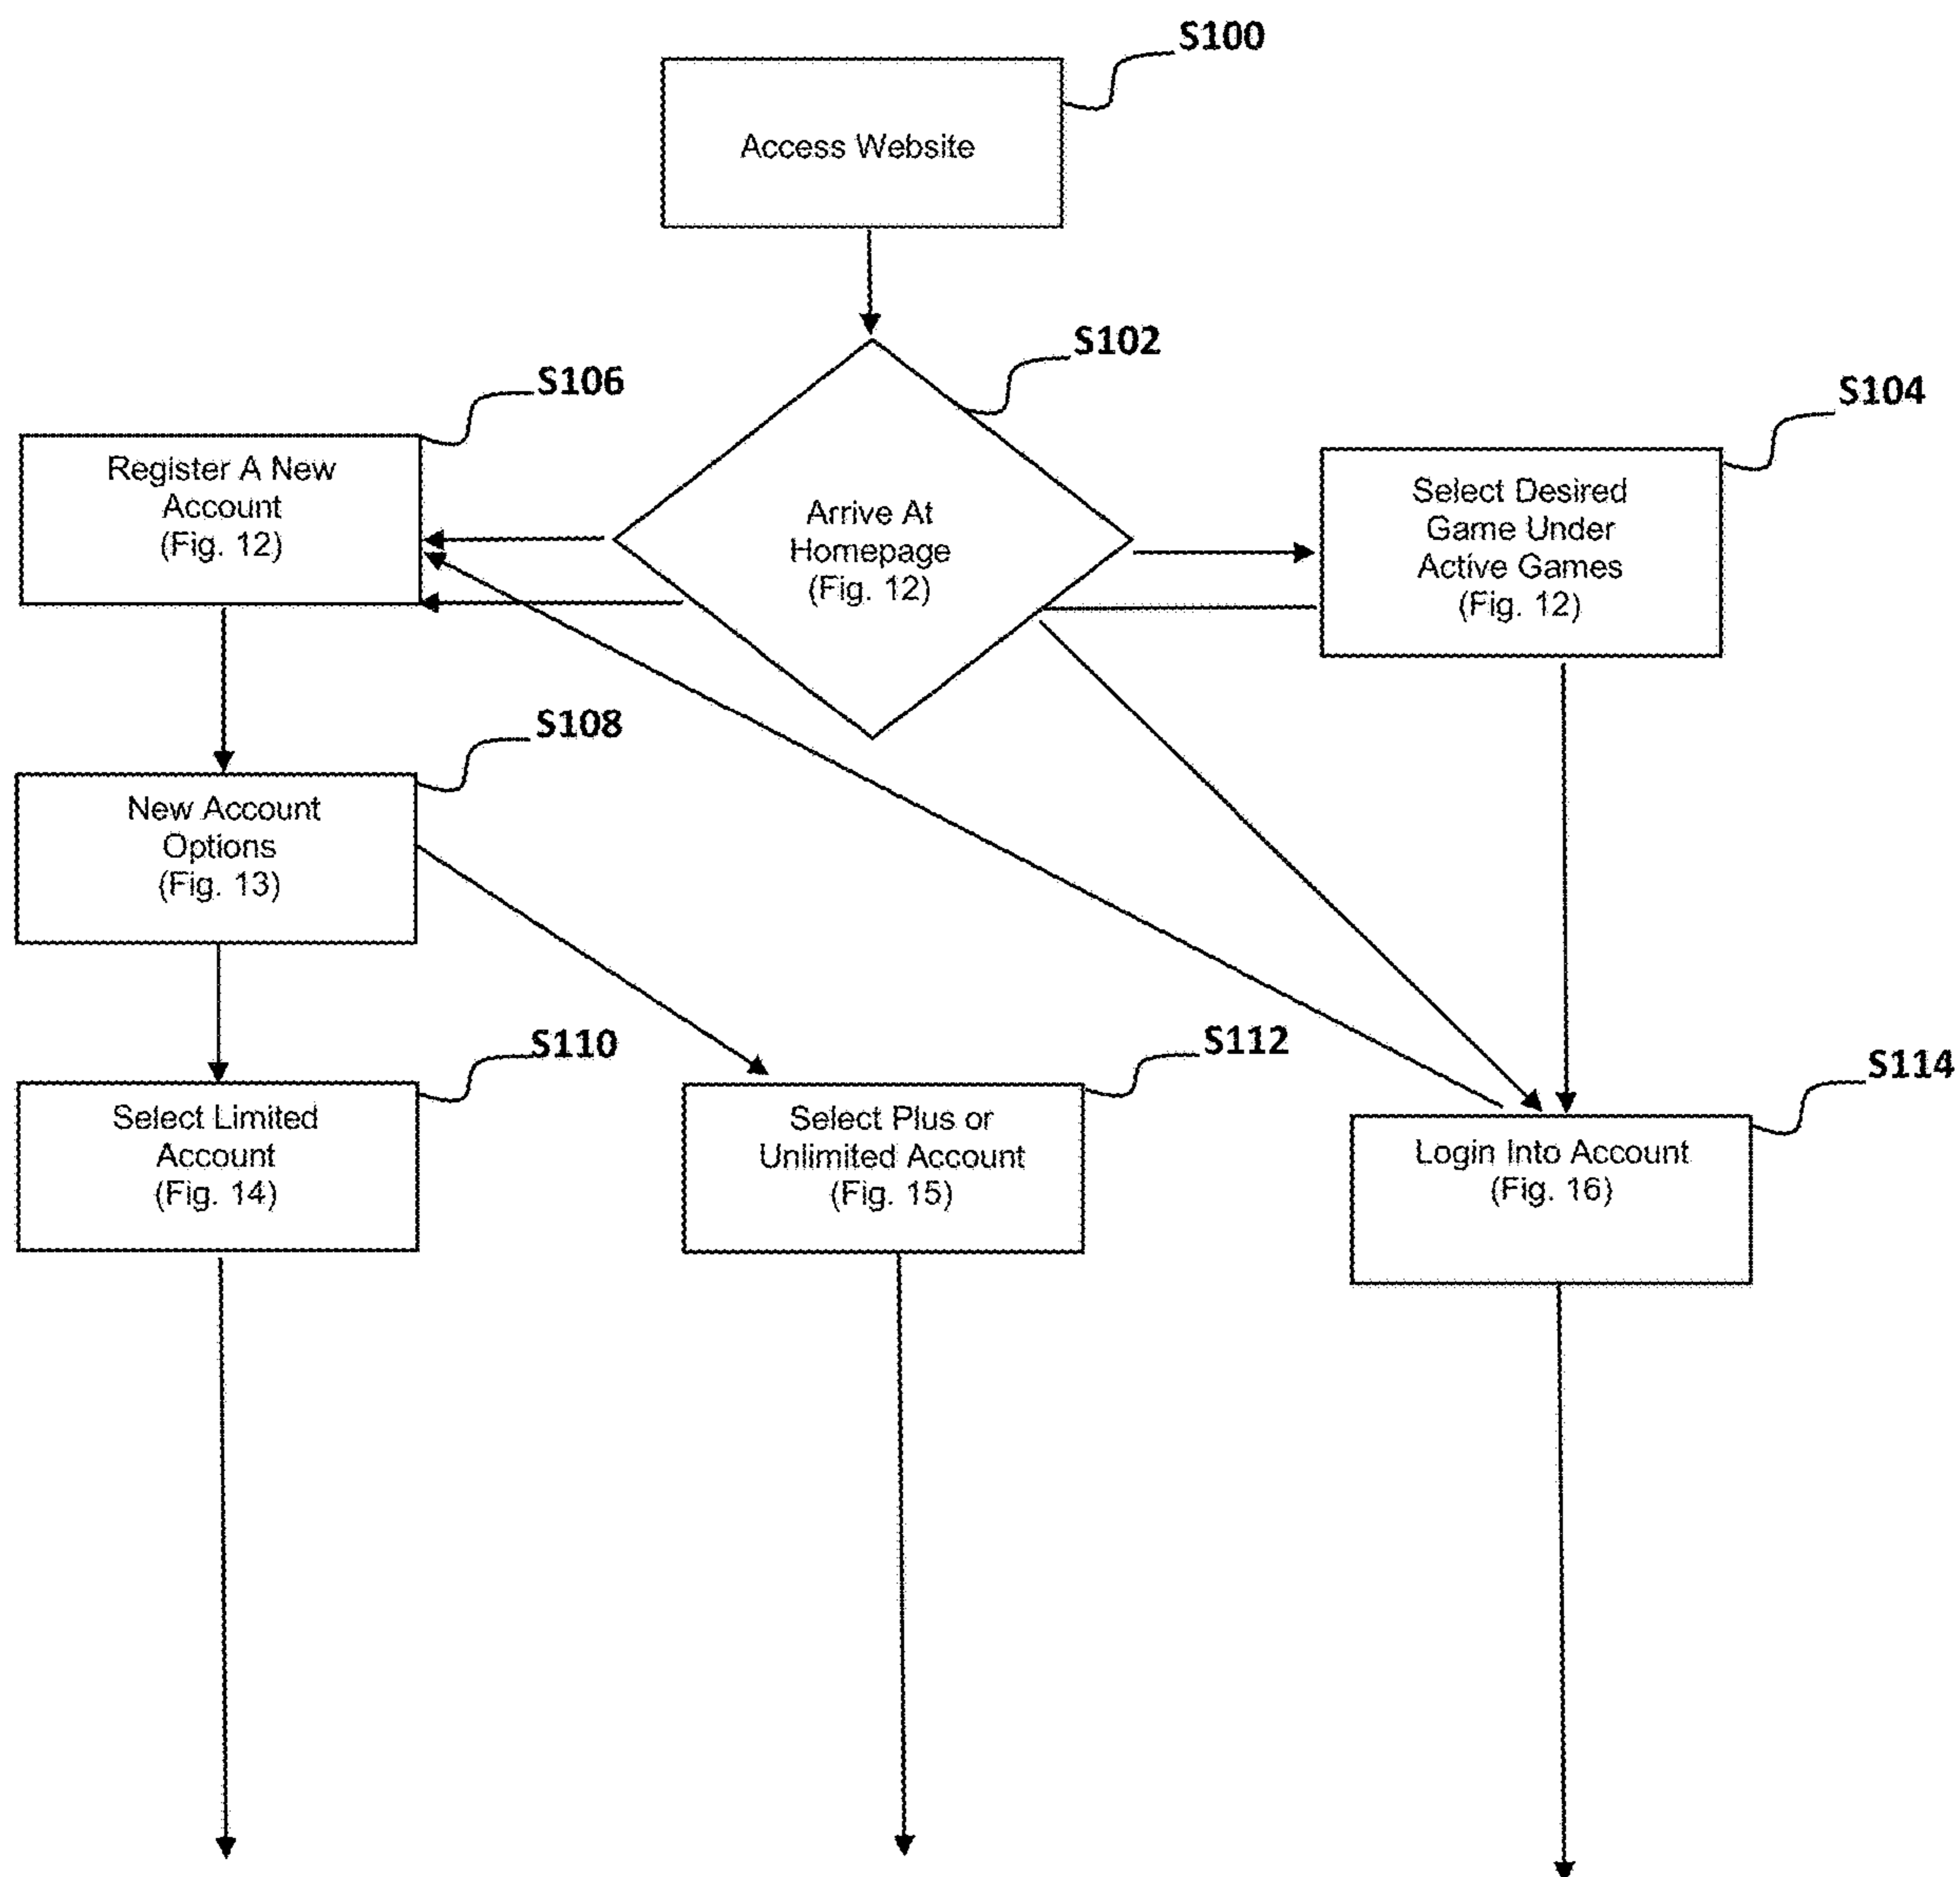 S100
Access Website
S102
S106
S104
Register A New
Account
(Fig. 12)
Arrive At
Homepage
(Fig. 12)
Select Desired
Game Under
Active Games
(Fig. 12)
S108
New Account
Options
(Fig. 13)
S110
S112
S114
Select Limited
Account
(Fig. 14)
Select Plus or
Unlimited Account
(Fig. 15)
Login Into Account
(Fig. 16)